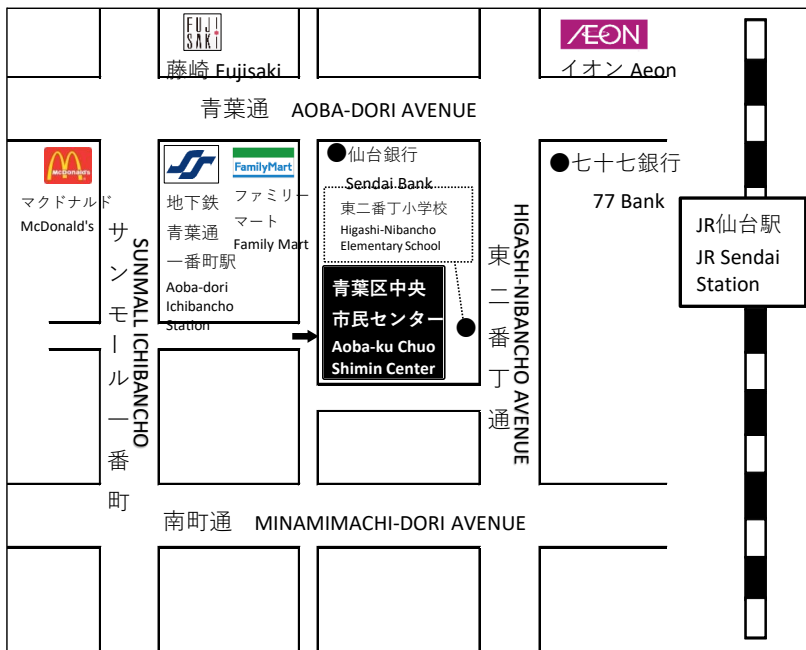 FUJI
SAKI
藤崎 Fujisaki
ÆON
イオン Aeon
青葉通 AOBA-DORI AVENUE
McDonald's
マクドナルド
McDonald's
サンモール一番町
SUNMALL ICHIBANCHO
地下鉄
青葉通
一番町駅
Aoba-dori
Ichibancho
Station
FamilyMart
ファミリー
マート
Family Mart
●仙台銀行
Sendai Bank
東二番丁小学校
Higashi-Nibancho
Elementary School
青葉区中央
市民センター
Aoba-ku Chuo
Shimin Center
東二番丁通
HIGASHI-NIBANCHO AVENUE
●七十七銀行
77 Bank
JR仙台駅
JR Sendai
Station
南町通 MINAMIMACHI-DORI AVENUE